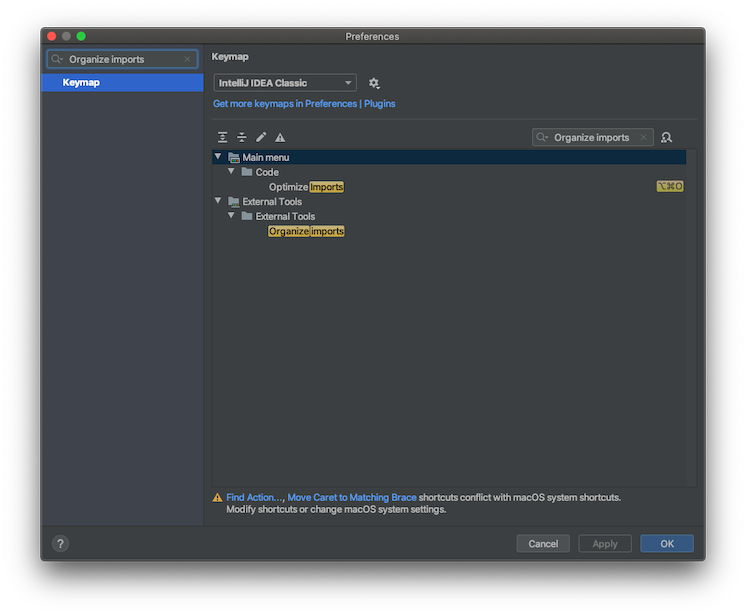 Preferences
Organize imports
Keymap
Keymap
IntelliJ IDEA Classic
Get more keymaps in Preferences | Plugins
Organize imports
Main menu
Code
Optimize Imports ⌥⌘O
External Tools
External Tools
Organize imports
Find Action..., Move Caret to Matching Brace shortcuts conflict with macOS system shortcuts.
Modify shortcuts or change macOS system settings.
?
Cancel
Apply
OK